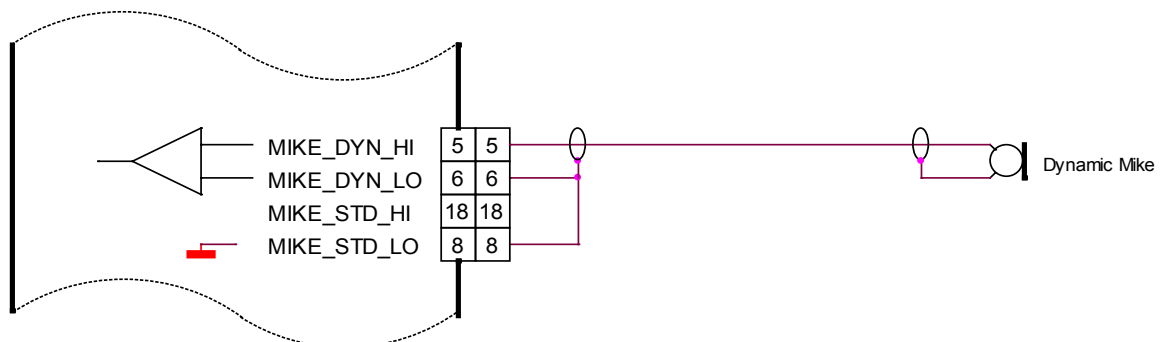 MIKE_DYN_HI 5 5
MIKE_DYN_LO 6 6
Dynamic Mike
MIKE_STD_HI 18 18
MIKE_STD_LO 8 8